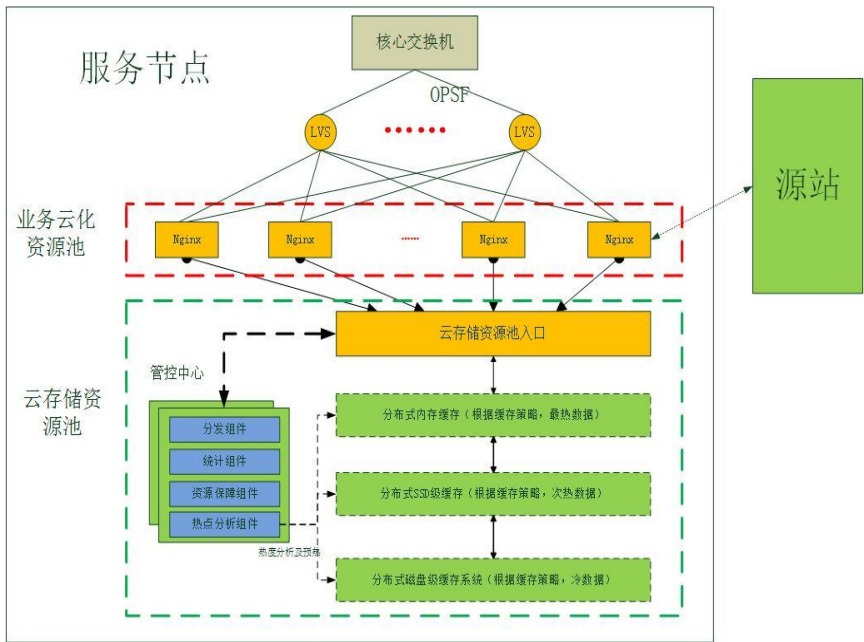 核心交换机
服务节点
OPSF
LVS
LVS
源站
业务云化
资源池
Nginx
Nginx
Nginx
Nginx
云存储资源池入口
管控中心
云存储资
源池
分发组件
统计组件
资源保障组件
热点分析组件
分布式内存缓存（根据缓存策略，最热数据）
分布式SSD级缓存（根据缓存策略，次热数据）
热度分析及预热
分布式磁盘级缓存系统（根据缓存策略，冷数据）